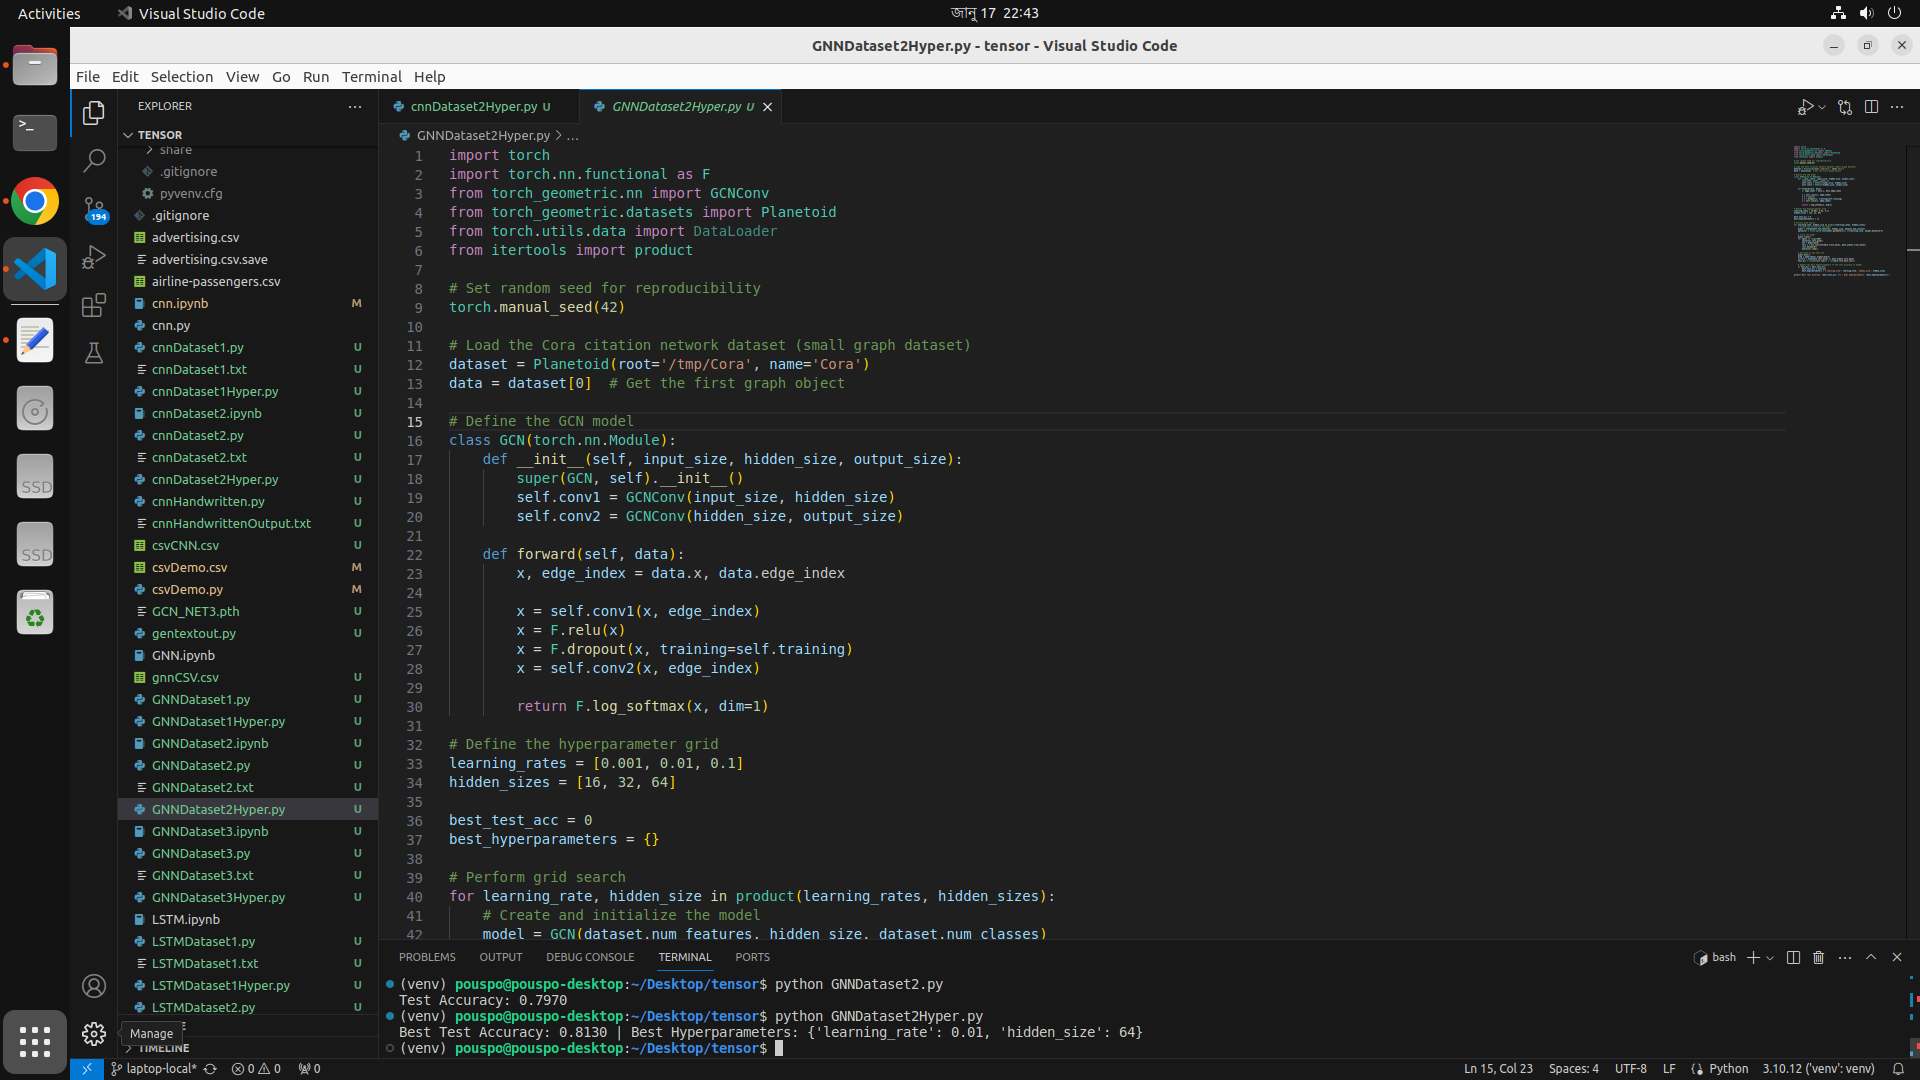 Activities
Visual Studio Code
জানু 17 22:43
GNNDataset2Hyper.py - tensor - Visual Studio Code
File Edit Selection View Go Run Terminal Help
EXPLORER
cnnDataset2Hyper.py U
GNNDataset2Hyper.py U
TENSOR
GNNDataset2Hyper.py > ...
share
.gitignore
pyvenv.cfg
.gitignore
advertising.csv
advertising.csv.save
airline-passengers.csv
cnn.ipynb M
cnn.py
cnnDataset1.py U
cnnDataset1.txt U
cnnDataset1Hyper.py U
cnnDataset2.ipynb U
cnnDataset2.py U
cnnDataset2.txt U
cnnDataset2Hyper.py U
cnnHandwritten.py U
cnnHandwrittenOutput.txt U
csvCNN.csv U
csvDemo.csv M
csvDemo.py M
GCN_NET3.pth U
gentextout.py U
GNN.ipynb
gnnCSV.csv U
GNNDataset1.py U
GNNDataset1Hyper.py U
GNNDataset2.ipynb U
GNNDataset2.py U
GNNDataset2.txt U
GNNDataset2Hyper.py U
GNNDataset3.ipynb U
GNNDataset3.py U
GNNDataset3.txt U
GNNDataset3Hyper.py U
LSTM.ipynb
LSTMDataset1.py U
LSTMDataset1.txt U
LSTMDataset1Hyper.py U
LSTMDataset2.py U
Manage
TIMELINE
194
SSD
SSD
1 import torch
2 import torch.nn.functional as F
3 from torch_geometric.nn import GCNConv
4 from torch_geometric.datasets import Planetoid
5 from torch.utils.data import DataLoader
6 from itertools import product
7
8 # Set random seed for reproducibility
9 torch.manual_seed(42)
10
11 # Load the Cora citation network dataset (small graph dataset)
12 dataset = Planetoid(root='/tmp/Cora', name='Cora')
13 data = dataset[0]  # Get the first graph object
14
15 # Define the GCN model
16 class GCN(torch.nn.Module):
17     def __init__(self, input_size, hidden_size, output_size):
18         super(GCN, self).__init__()
19         self.conv1 = GCNConv(input_size, hidden_size)
20         self.conv2 = GCNConv(hidden_size, output_size)
21
22     def forward(self, data):
23         x, edge_index = data.x, data.edge_index
24
25         x = self.conv1(x, edge_index)
26         x = F.relu(x)
27         x = F.dropout(x, training=self.training)
28         x = self.conv2(x, edge_index)
29
30         return F.log_softmax(x, dim=1)
31
32 # Define the hyperparameter grid
33 learning_rates = [0.001, 0.01, 0.1]
34 hidden_sizes = [16, 32, 64]
35
36 best_test_acc = 0
37 best_hyperparameters = {}
38
39 # Perform grid search
40 for learning_rate, hidden_size in product(learning_rates, hidden_sizes):
41     # Create and initialize the model
42     model = GCN(dataset.num_features, hidden_size, dataset.num_classes)
PROBLEMS OUTPUT DEBUG CONSOLE TERMINAL PORTS
bash
(venv) pouspo@pouspo-desktop:~/Desktop/tensor$ python GNNDataset2.py
Test Accuracy: 0.7970
(venv) pouspo@pouspo-desktop:~/Desktop/tensor$ python GNNDataset2Hyper.py
Best Test Accuracy: 0.8130 | Best Hyperparameters: {'learning_rate': 0.01, 'hidden_size': 64}
(venv) pouspo@pouspo-desktop:~/Desktop/tensor$
laptop-local* 0 0 0
Ln 15, Col 23 Spaces: 4 UTF-8 LF Python 3.10.12 ('venv': venv)